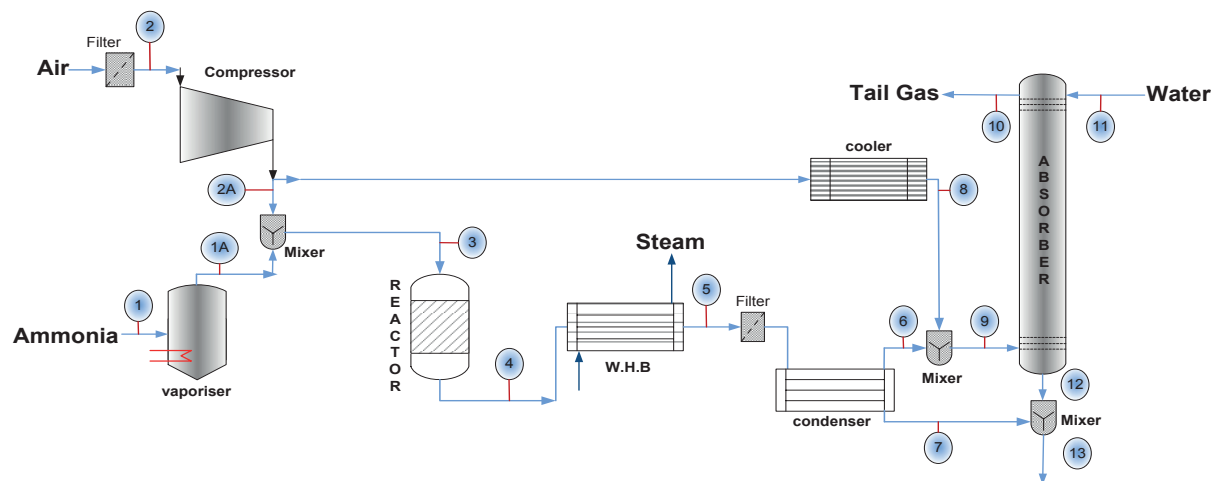 2
Filter
Air
Compressor
Tail Gas
Water
10
11
cooler
2A
8
ABSORBER
1A
Mixer
3
Steam
REACTOR
1
5
Filter
Ammonia
6
9
4
W.H.B
Mixer
vaporiser
12
condenser
Mixer
7
13